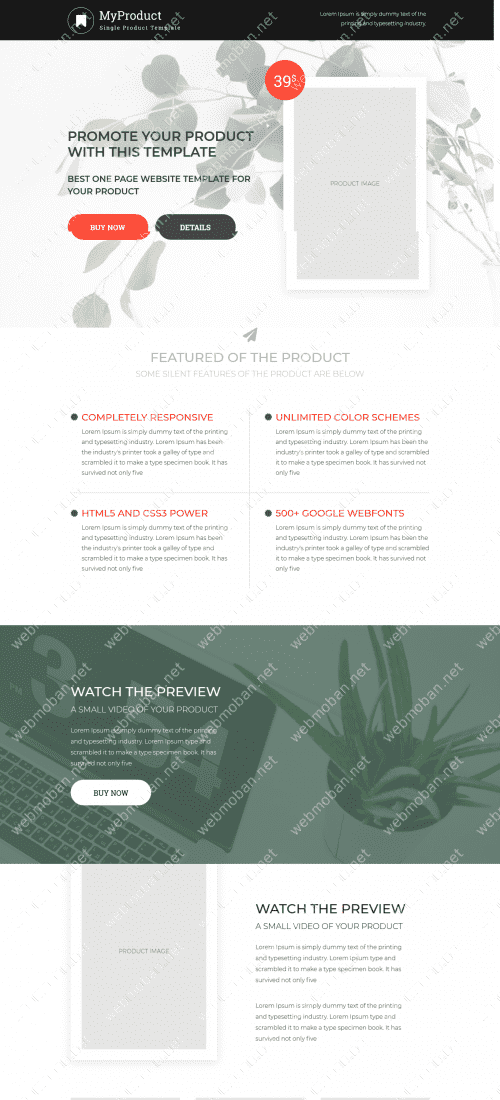 MyProduct
Single Product Template
Lorem Ipsum is simply dummy text of the
printing and typesetting industry.
39$
PROMOTE YOUR PRODUCT
WITH THIS TEMPLATE
BEST ONE PAGE WEBSITE TEMPLATE FOR
YOUR PRODUCT
BUY NOW
DETAILS
PRODUCT IMAGE
FEATURED OF THE PRODUCT
SOME SILENT FEATURES OF THE PRODUCT ARE BELOW
COMPLETELY RESPONSIVE
Lorem Ipsum is simply dummy text of the printing
and typesetting industry. Lorem Ipsum has been
the industry's printer took a galley of type and
scrambled it to make a type specimen book. It has
survived not only five
UNLIMITED COLOR SCHEMES
Lorem Ipsum is simply dummy text of the printing
and typesetting industry. Lorem Ipsum has been the
industry's printer took a galley of type and
scrambled it to make a type specimen book. It has
survived not only five
HTML5 AND CSS3 POWER
Lorem Ipsum is simply dummy text of the printing
and typesetting industry. Lorem Ipsum has been
the industry's printer took a galley of type and
scrambled it to make a type specimen book. It has
survived not only five
500+ GOOGLE WEBFONTS
Lorem Ipsum is simply dummy text of the printing
and typesetting industry. Lorem Ipsum has been the
industry's printer took a galley of type and
scrambled it to make a type specimen book. It has
survived not only five
WATCH THE PREVIEW
A SMALL VIDEO OF YOUR PRODUCT
Lorem Ipsum is simply dummy text of the printing
and typesetting industry. Lorem Ipsum type and
scrambled it to make a type specimen book. It has
survived not only five
BUY NOW
PRODUCT IMAGE
WATCH THE PREVIEW
A SMALL VIDEO OF YOUR PRODUCT
Lorem Ipsum is simply dummy text of the printing
and typesetting industry. Lorem Ipsum type and
scrambled it to make a type specimen book. It has
survived not only five
Lorem Ipsum is simply dummy text of the printing
and typesetting industry. Lorem Ipsum type and
scrambled it to make a type specimen book. It has
survived not only five
webmoban.net